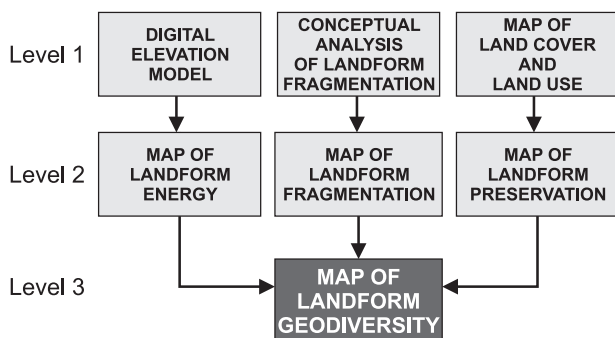 Level 1
DIGITAL
ELEVATION
MODEL
CONCEPTUAL
ANALYSIS
OF LANDFORM
FRAGMENTATION
MAP OF
LAND COVER
AND
LAND USE
Level 2
MAP OF
LANDFORM
ENERGY
MAP OF
LANDFORM
FRAGMENTATION
MAP OF
LANDFORM
PRESERVATION
Level 3
MAP OF
LANDFORM
GEODIVERSITY